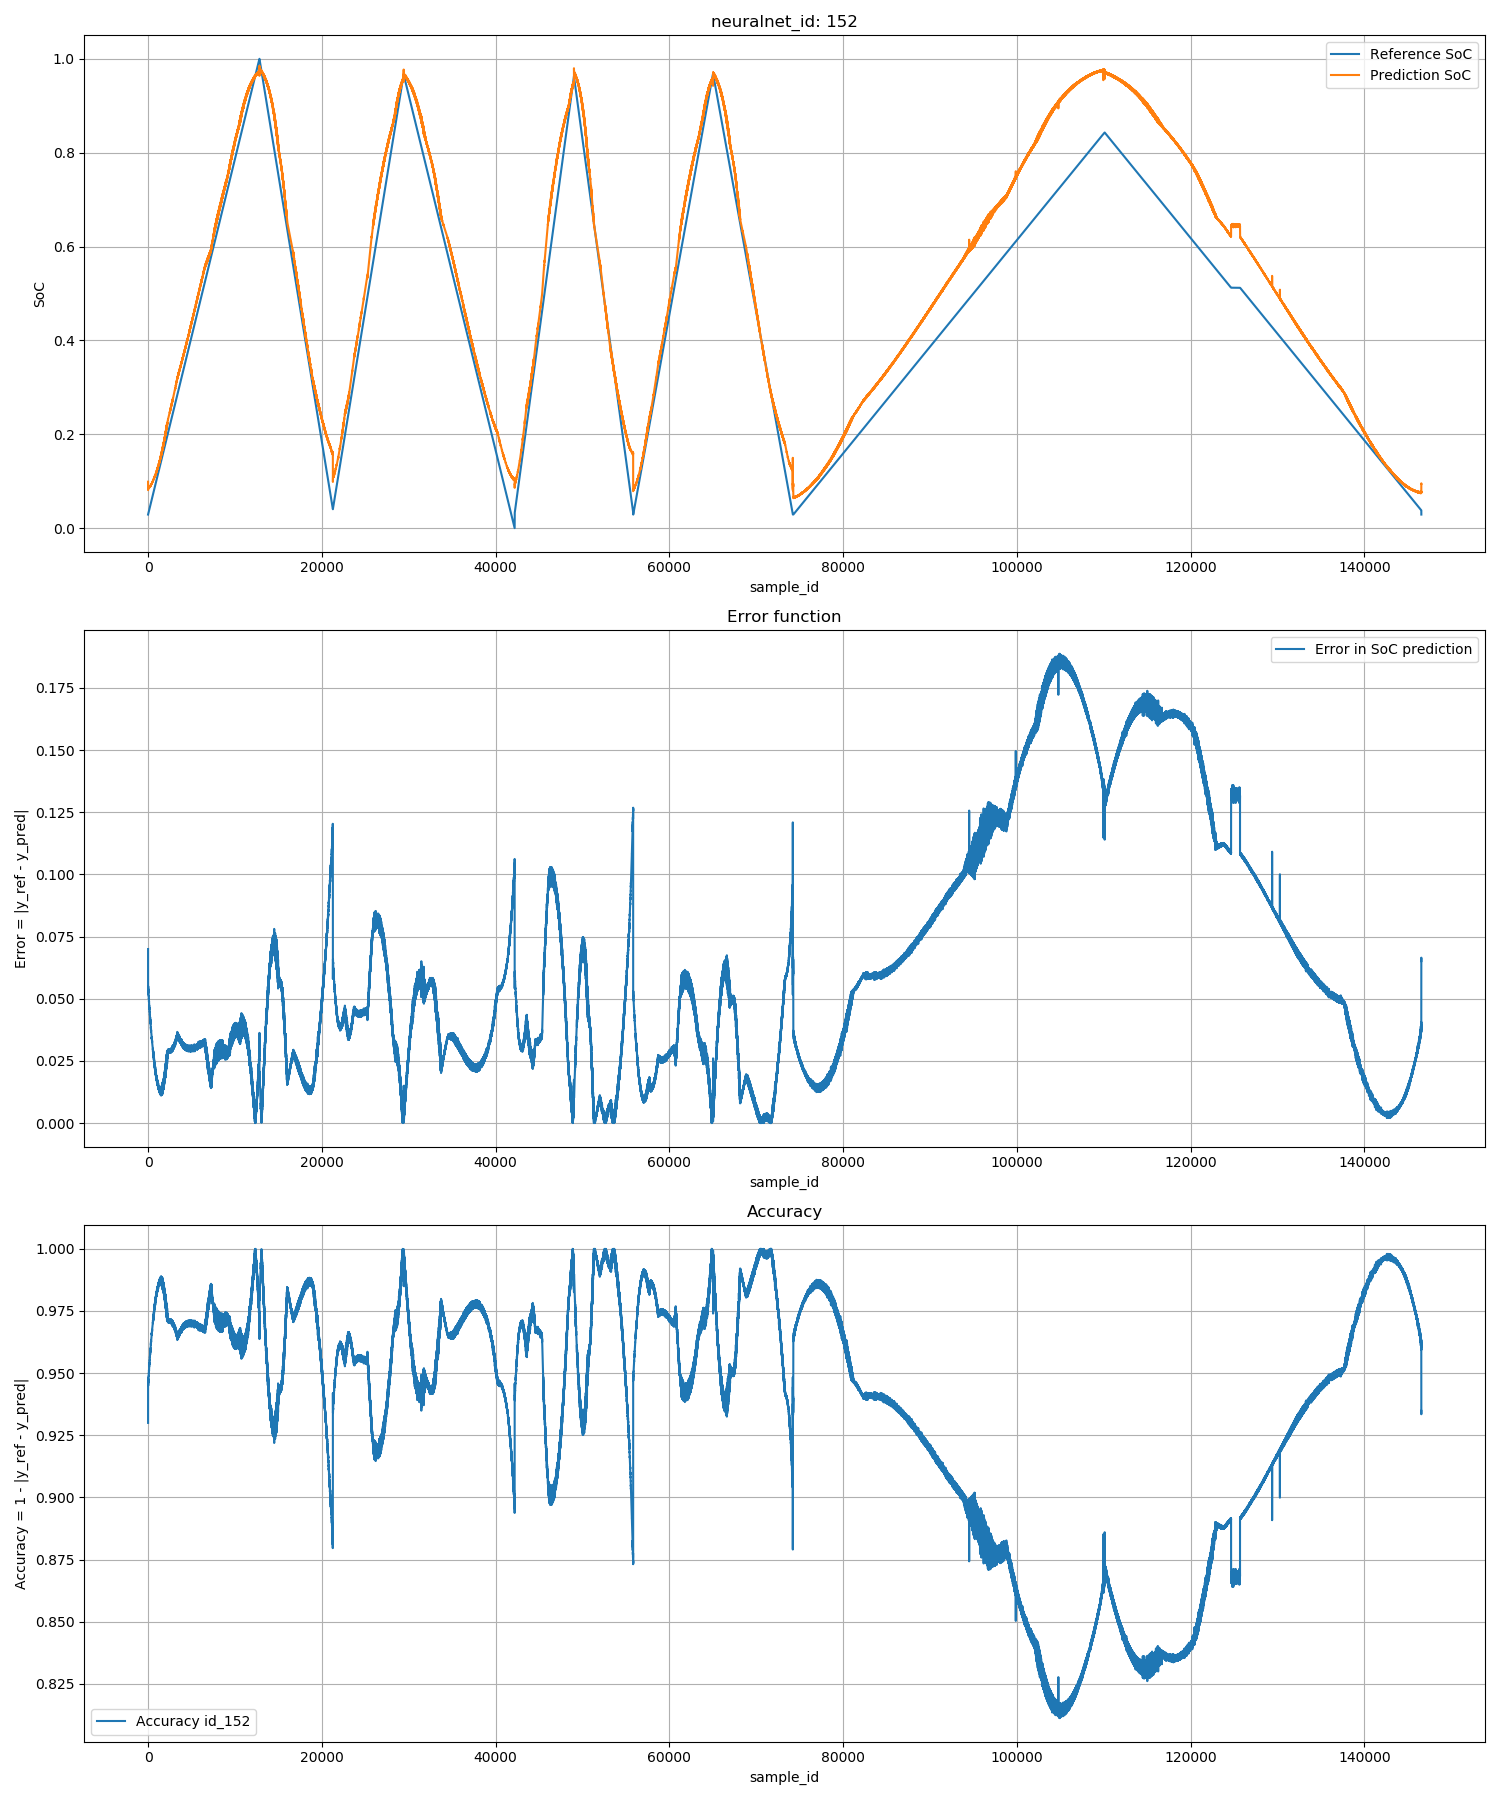 neuralnet_id: 152
Reference SoC
Prediction SoC
1.0
0.8
0.6
0.4
0.2
0.0
SoC
0 20000 40000 60000 80000 100000 120000 140000
sample_id
Error function
Error in SoC prediction
0.175
0.150
0.125
0.100
0.075
0.050
0.025
0.000
Error = |y_ref - y_pred|
0 20000 40000 60000 80000 100000 120000 140000
sample_id
Accuracy
1.000
0.975
0.950
0.925
0.900
0.875
0.850
0.825
Accuracy = 1 - |y_ref - y_pred|
Accuracy id_152
0 20000 40000 60000 80000 100000 120000 140000
sample_id